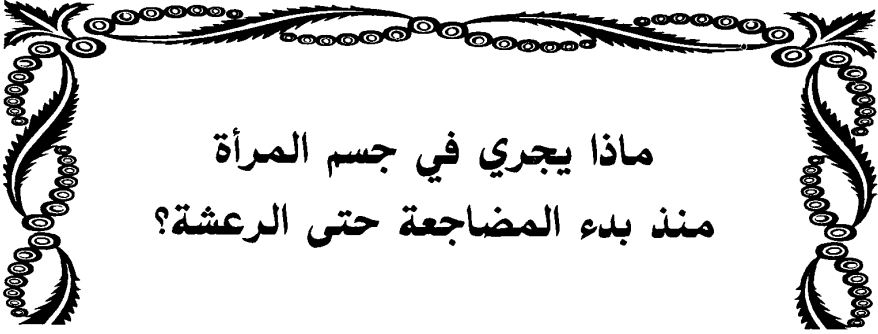 ماذا يجري في جسم المرأة
منذ بدء المضاجعة حتى الرعشة؟